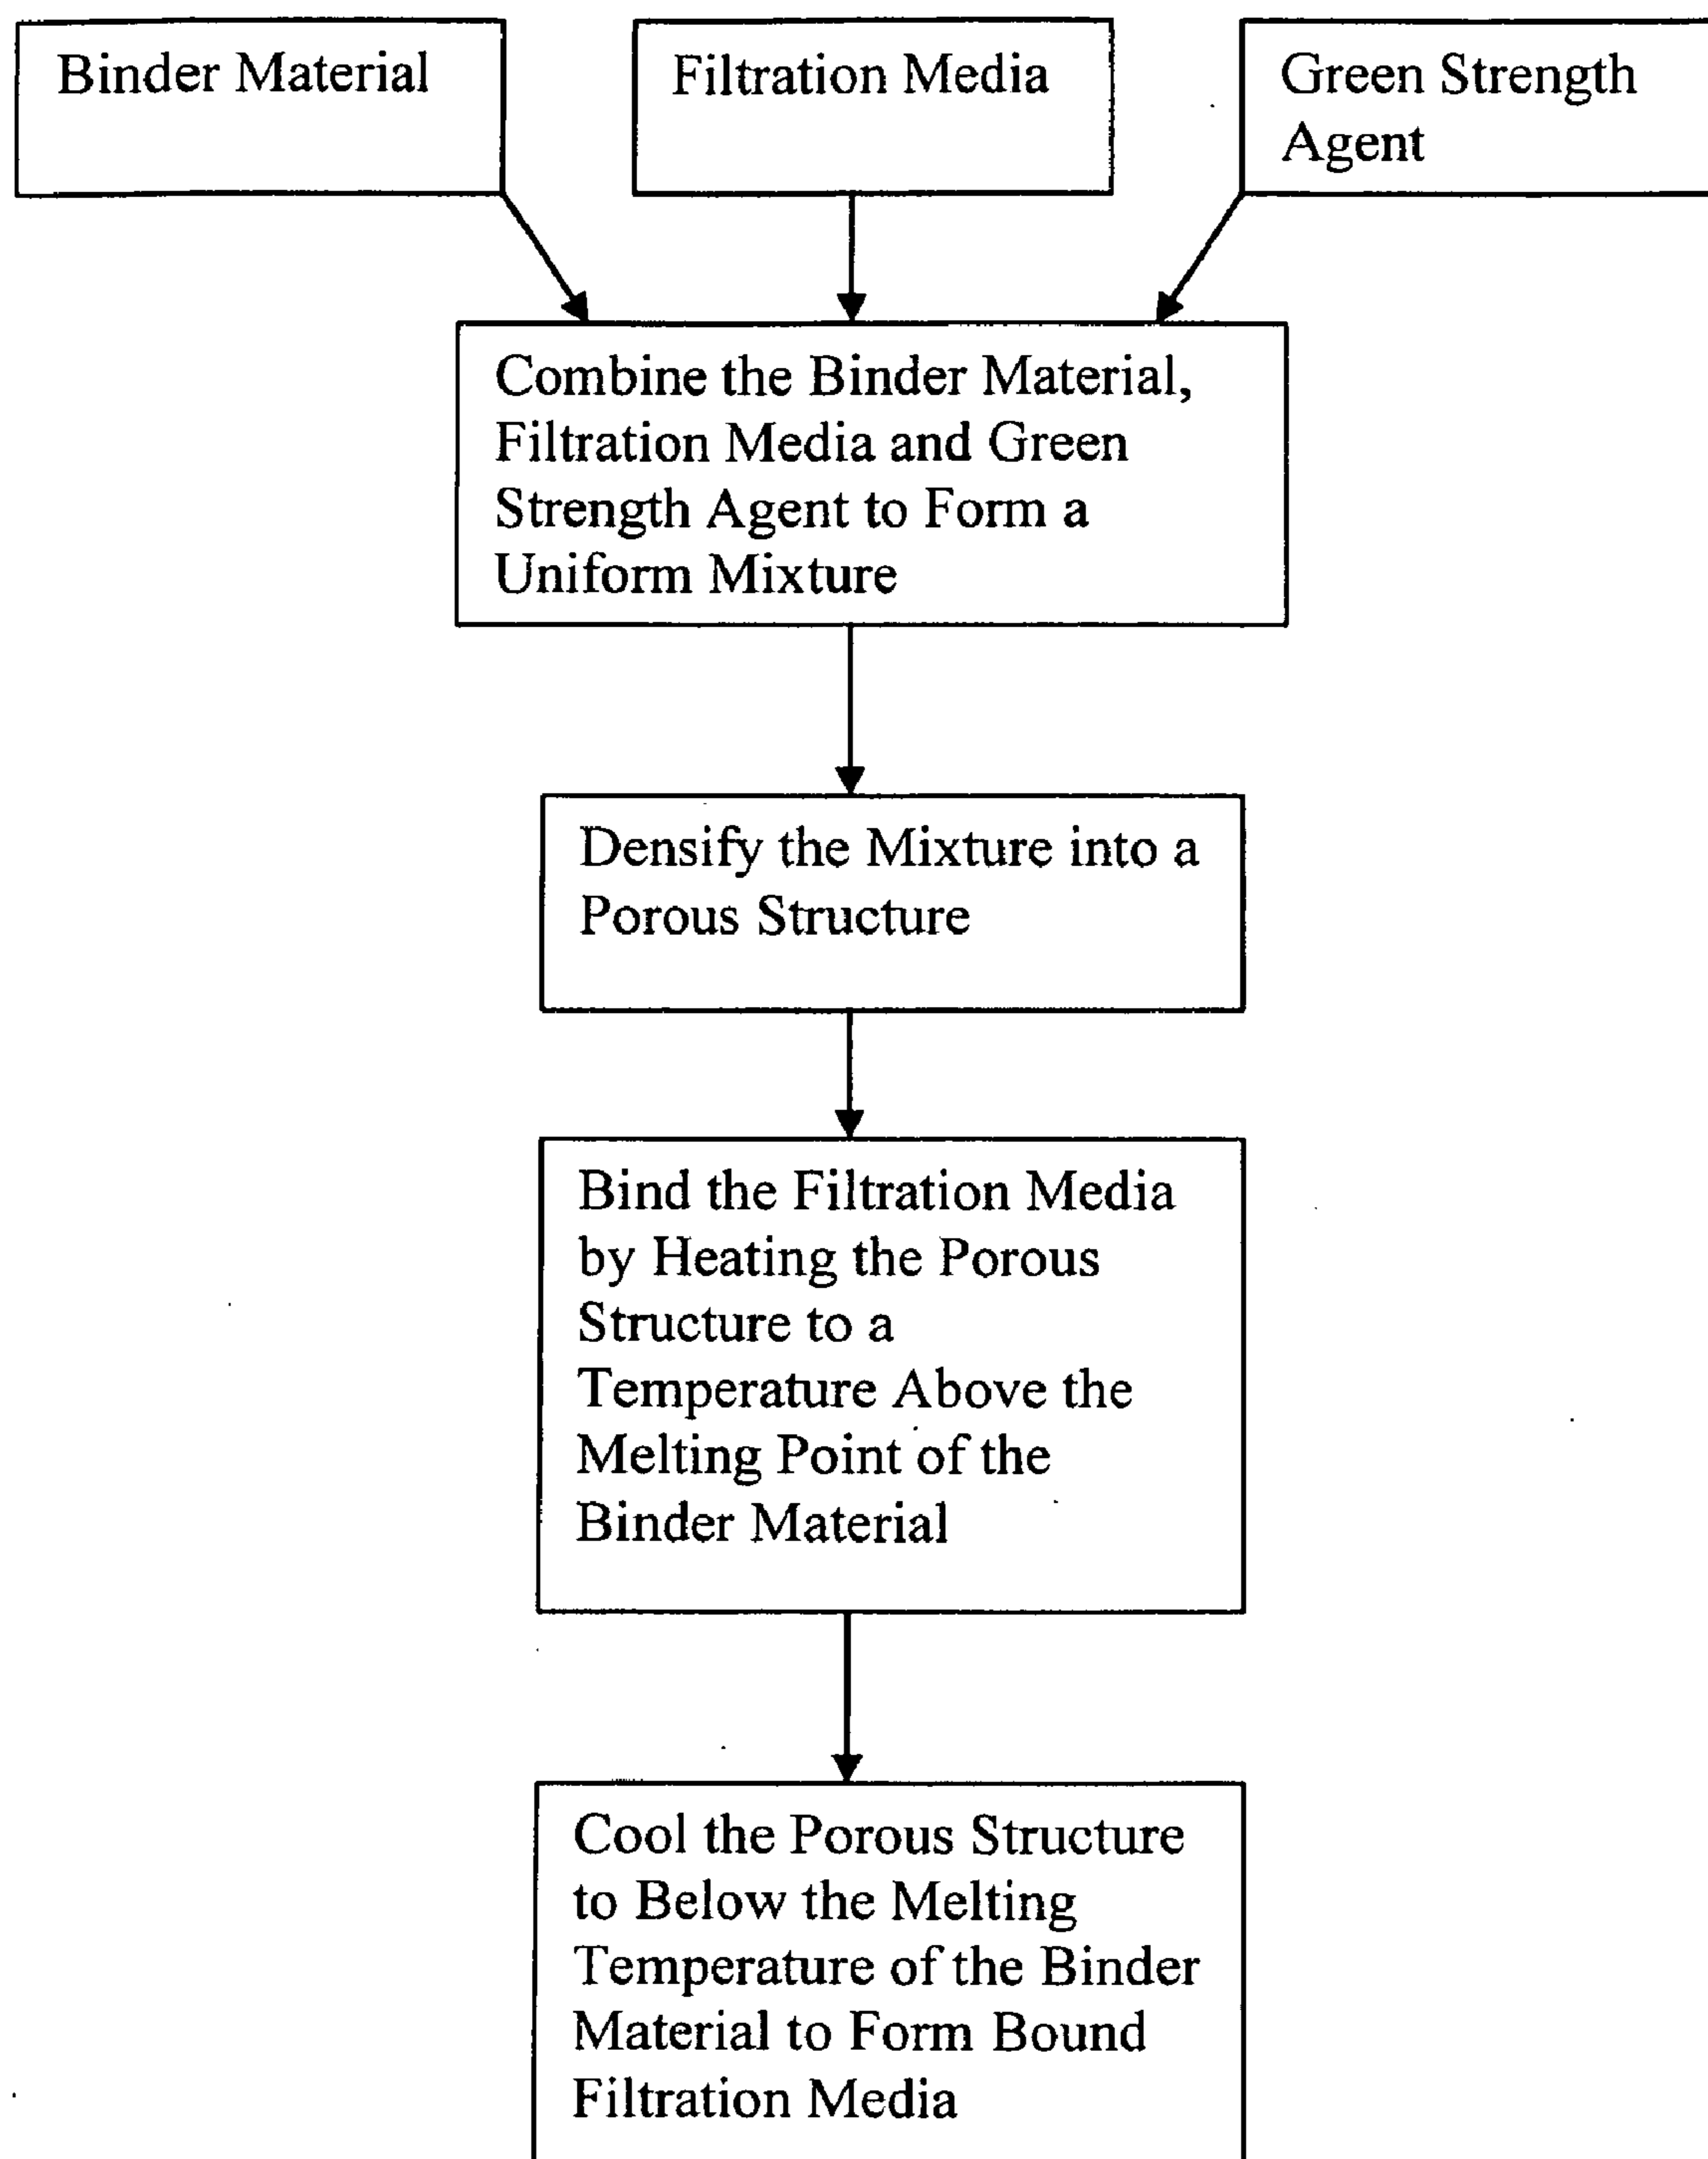 Binder Material
Filtration Media
Green Strength
Agent
Combine the Binder Material,
Filtration Media and Green
Strength Agent to Form a
Uniform Mixture
Densify the Mixture into a
Porous Structure
Bind the Filtration Media
by Heating the Porous
Structure to a
Temperature Above the
Melting Point of the
Binder Material
Cool the Porous Structure
to Below the Melting
Temperature of the Binder
Material to Form Bound
Filtration Media